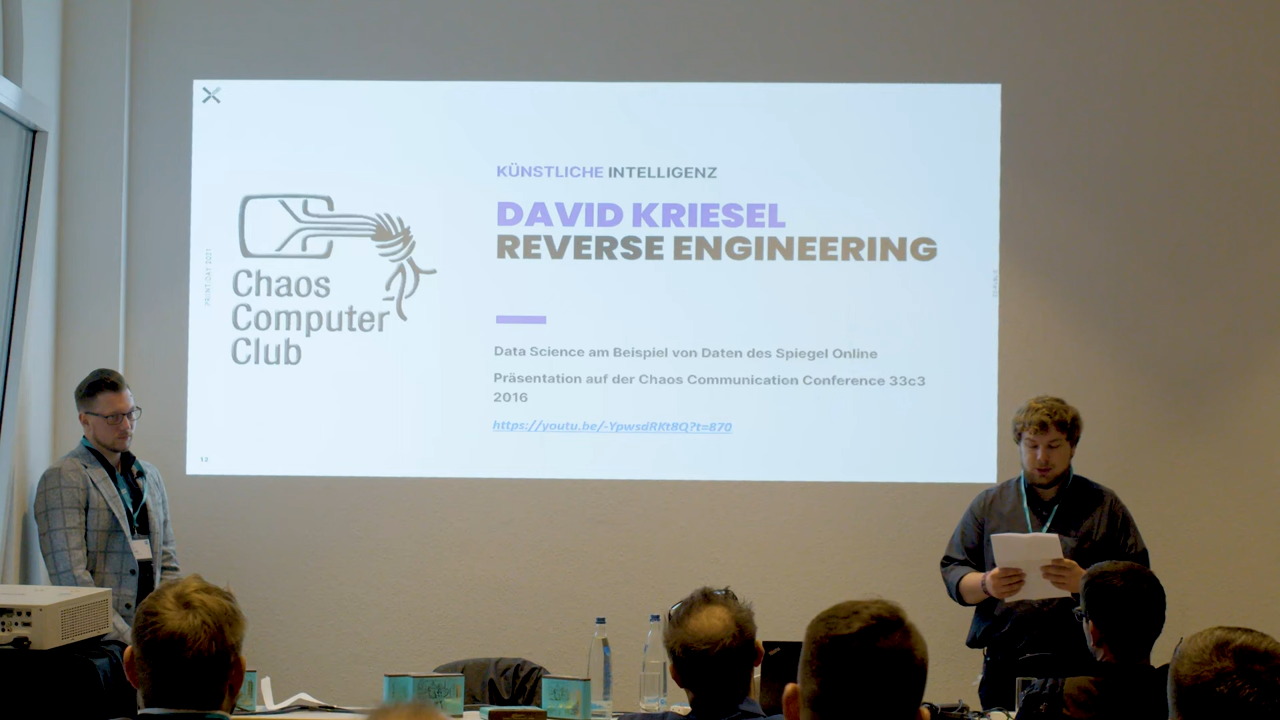 KÜNSTLICHE INTELLIGENZ
DAVID KRIESEL
REVERSE ENGINEERING
Chaos
Computer
Club
Data Science am Beispiel von Daten des Spiegel Online
Präsentation auf der Chaos Communication Conference 33c3
2016
https://youtu.be/-YpwsdRKt8Q?t=870